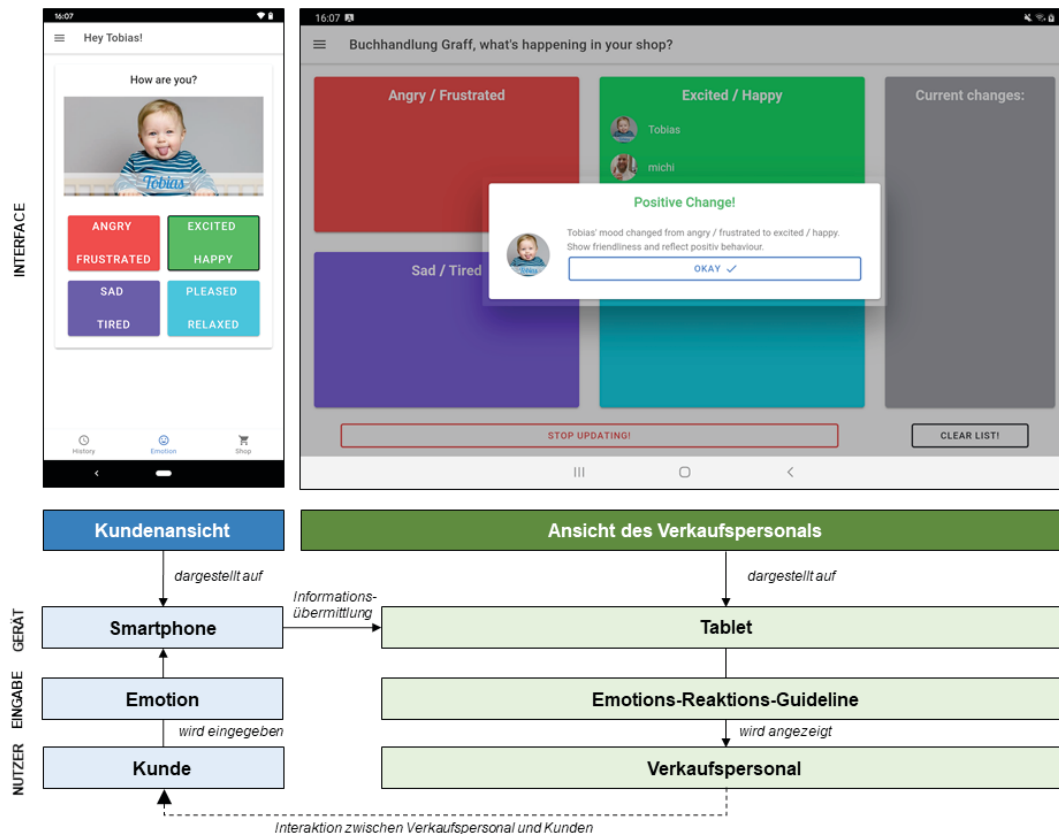 16:07
Hey Tobias!
How are you?
Tobias
ANGRY
FRUSTRATED
EXCITED
HAPPY
SAD
TIRED
PLEASED
RELAXED
History
Emotion
Shop
16:07
Buchhandlung Graff, what's happening in your shop?
Angry / Frustrated
Excited / Happy
Current changes:
Tobias
michi
Positive Change!
Tobias' mood changed from angry / frustrated to excited / happy.
Show friendliness and reflect positiv behaviour.
Tobias
OKAY
Sad / Tired
STOP UPDATING!
CLEAR LIST!
INTERFACE
Kundenansicht
Ansicht des Verkaufspersonals
dargestellt auf
dargestellt auf
Informations-
übermittlung
GERÄT
Smartphone
Tablet
EINGABE
Emotion
Emotions-Reaktions-Guideline
wird eingegeben
wird angezeigt
NUTZER
Kunde
Verkaufspersonal
Interaktion zwischen Verkaufspersonal und Kunden